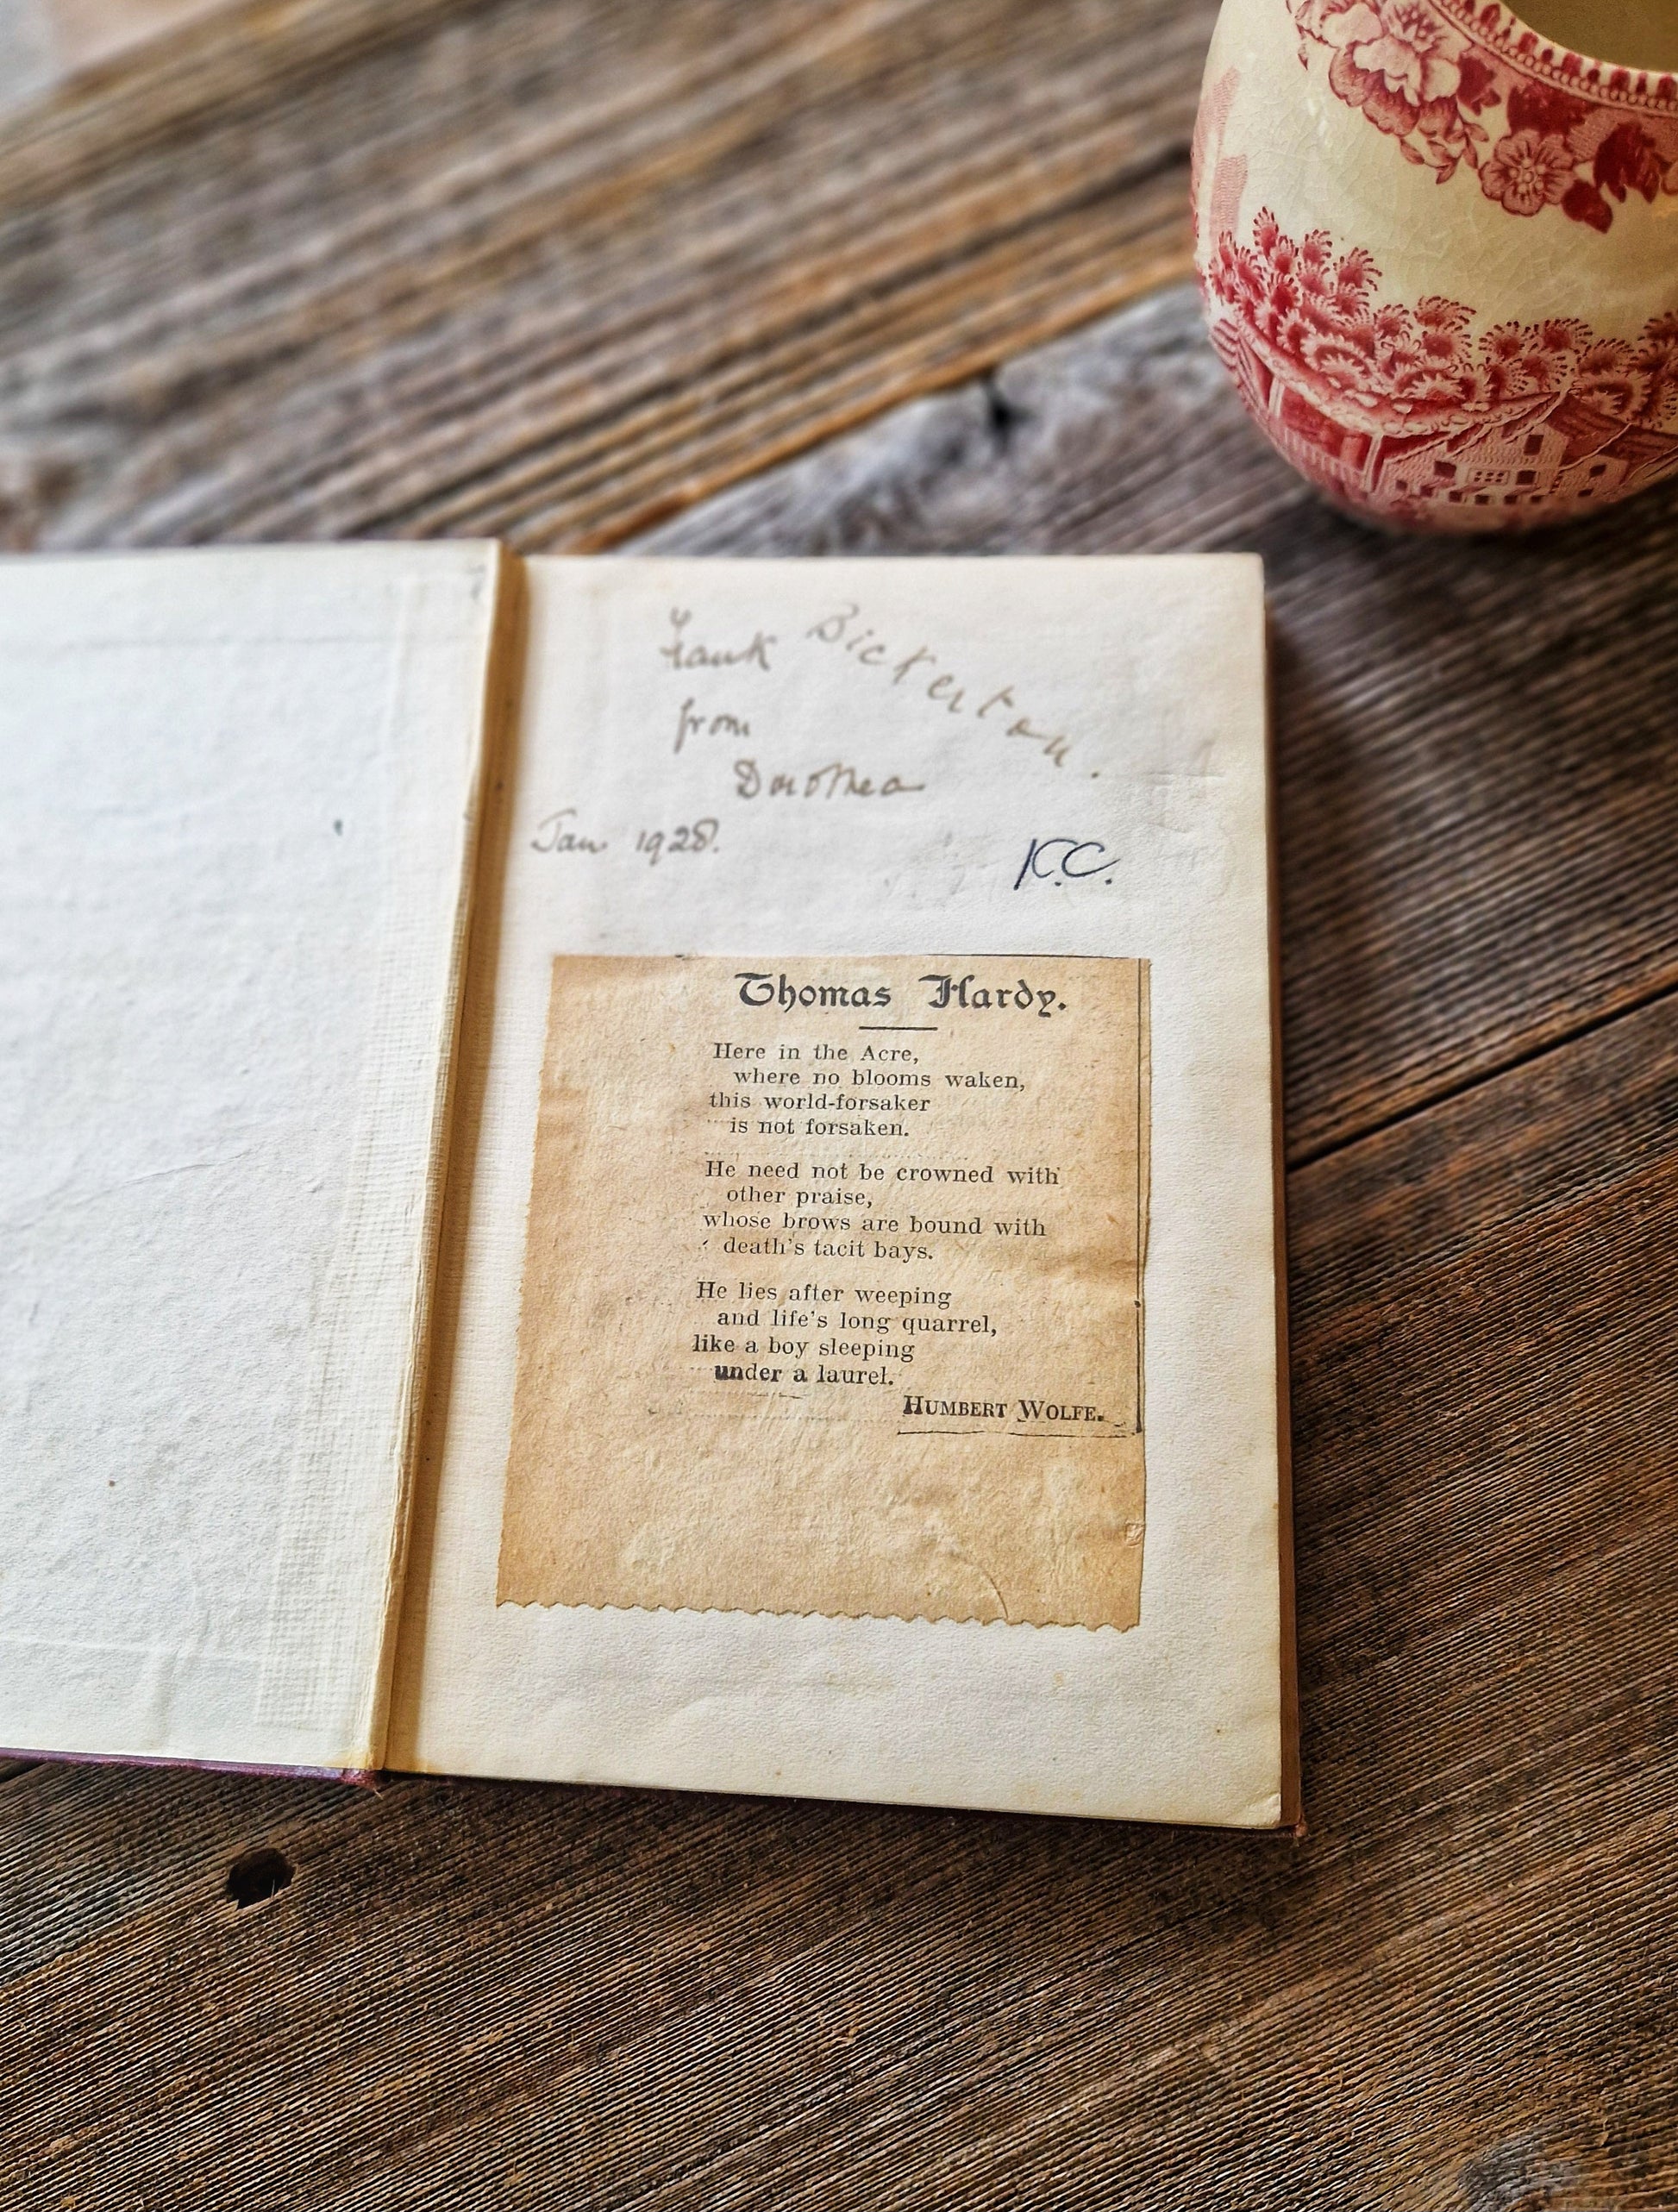 Frank Bickerton.
from
Dorothea
Jan 1928.
K.C.
Thomas Hardy.
Here in the Acre,
where no blooms waken,
this world-forsaker
is not forsaken.
He need not be crowned with
other praise,
whose brows are bound with
death's tacit bays.
He lies after weeping
and life's long quarrel,
like a boy sleeping
under a laurel.
HUMBERT WOLFE.